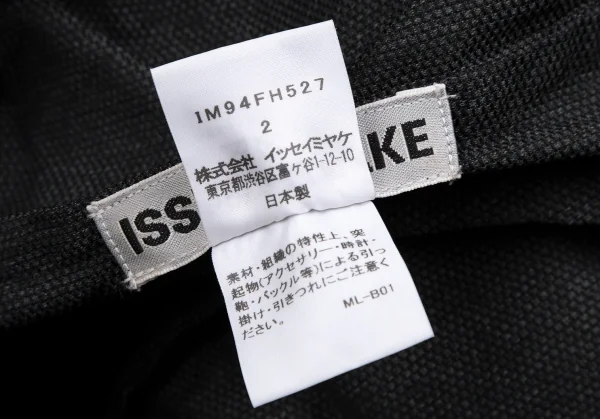 IM94FH527
2
株式会社 イッセイミヤケ
東京都渋谷区富ヶ谷1-12-10
日本製
ISS KE
素材・組織の特性上、突
起物(アクセサリー・時計・
鞄・バックル等)による引っ
掛け・引きつれにご注意く
ださい。
ML-B01